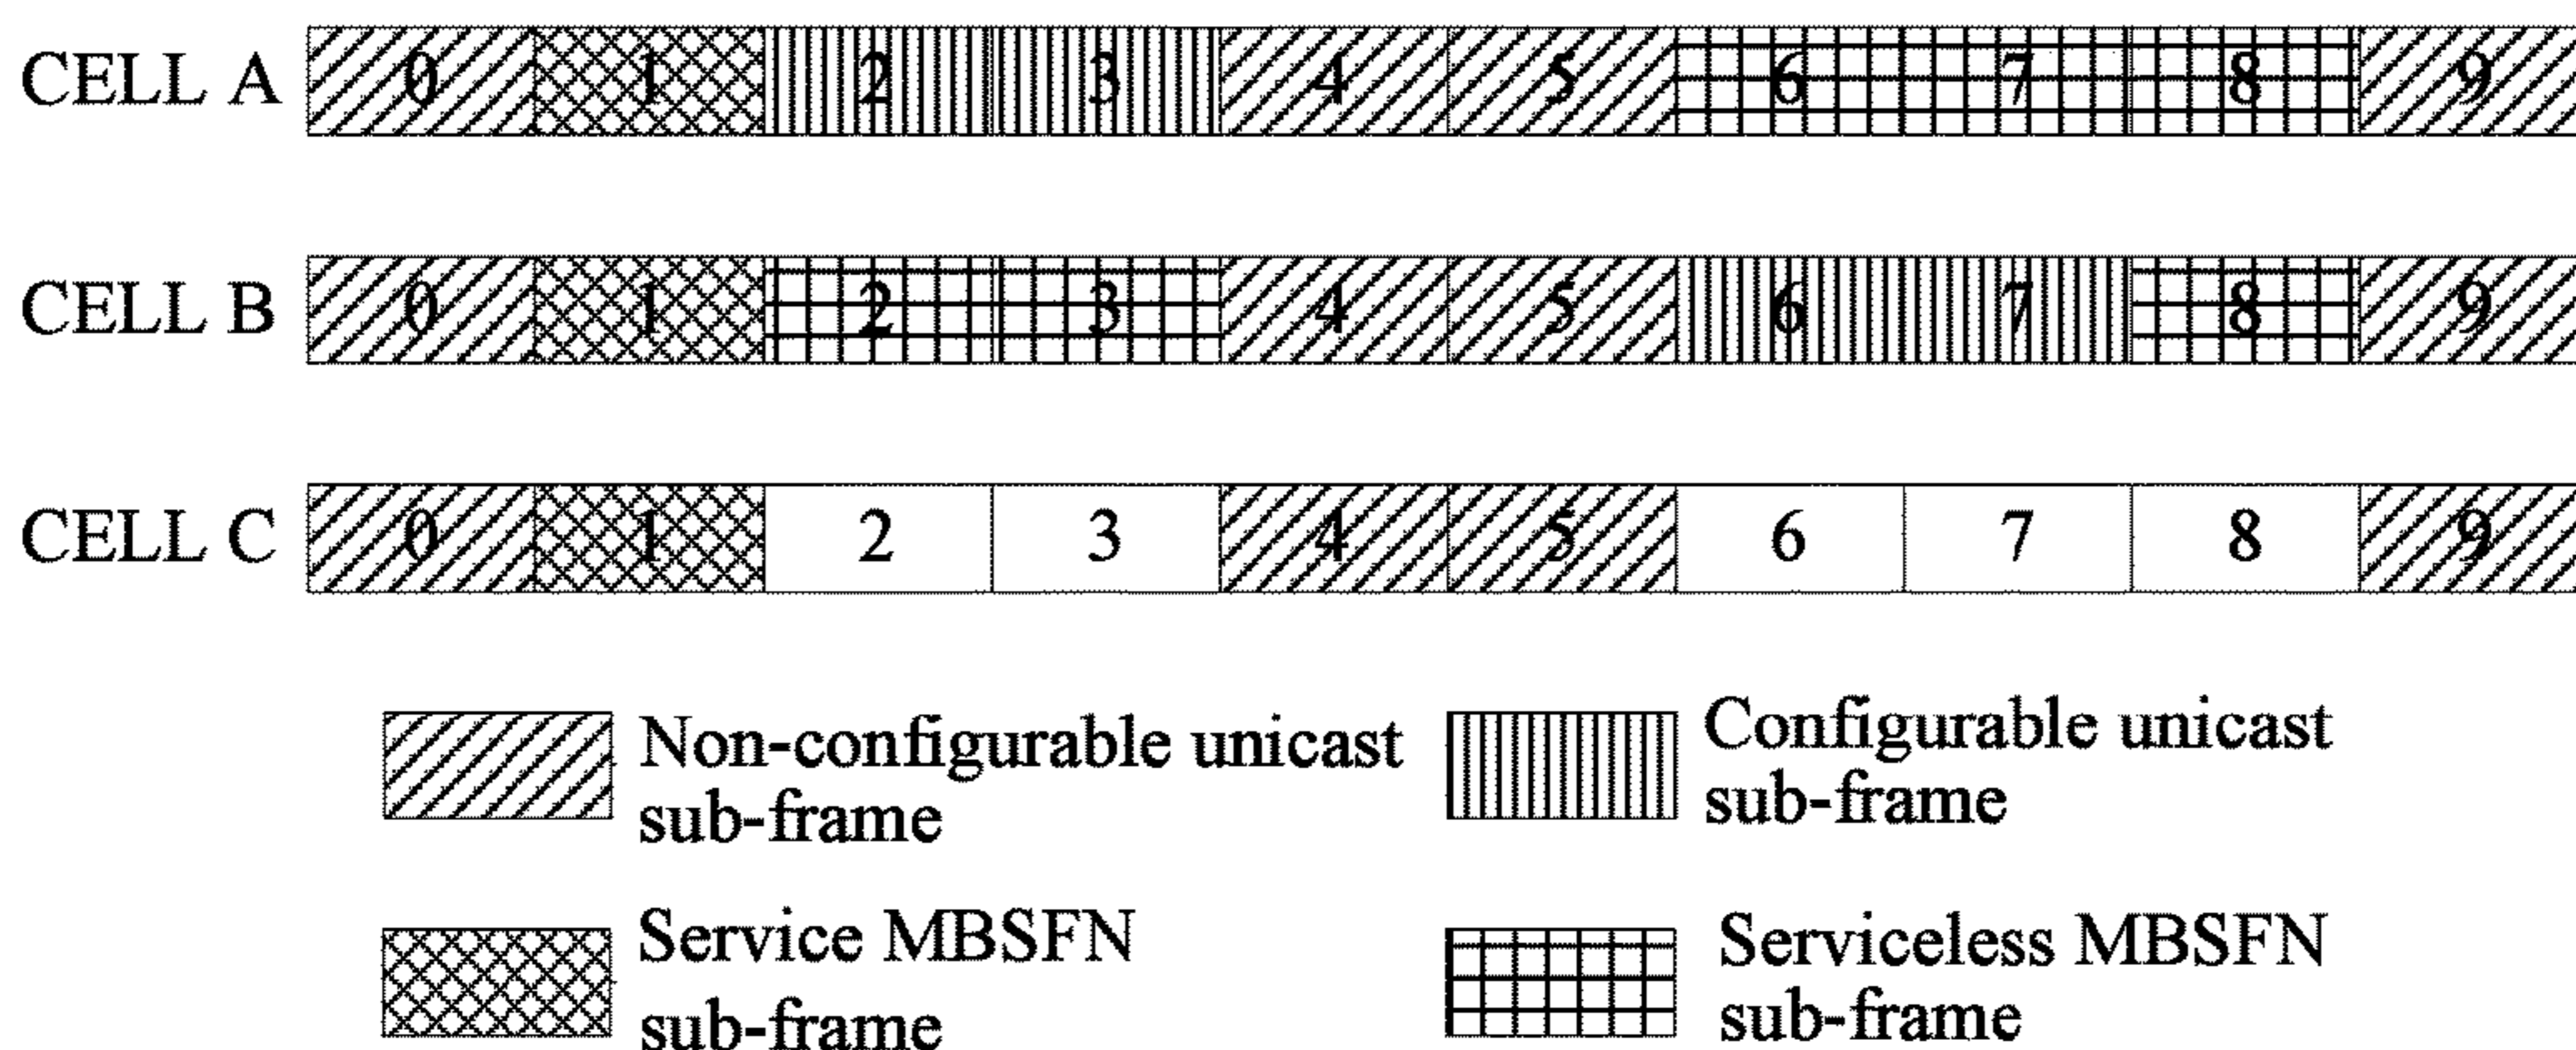 CELL A 0 1 2 3 4 5 6 7 8 9
CELL B 0 1 2 3 4 5 6 7 8 9
CELL C 0 1 2 3 4 5 6 7 8 9
Non-configurable unicast
sub-frame
Configurable unicast
sub-frame
Service MBSFN
sub-frame
Serviceless MBSFN
sub-frame